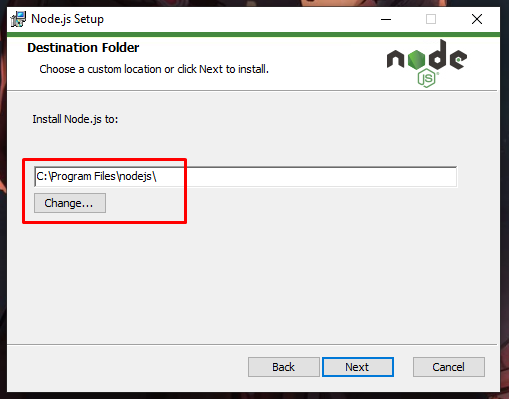 Node.js Setup
Destination Folder
Choose a custom location or click Next to install.
node
JS
Install Node.js to:
C:\Program Files\nodejs\
Change...
Back
Next
Cancel